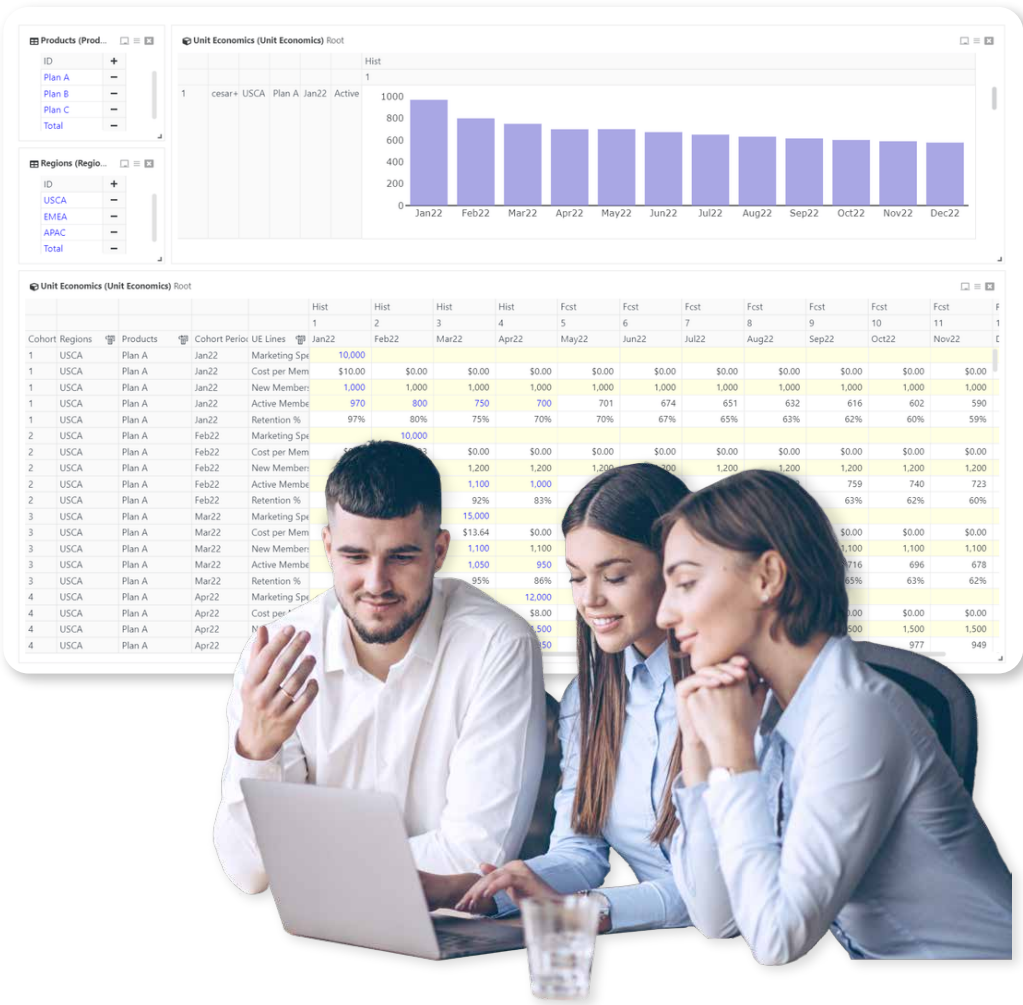 Products (Prod...
ID +
Plan A −
Plan B −
Plan C −
Total −
Regions (Regio...
ID +
USCA −
EMEA −
APAC −
Total −
Unit Economics (Unit Economics) Root
Hist
1
1 cesar+ USCA Plan A Jan22 Active
1000
800
600
400
200
0
Jan22 Feb22 Mar22 Apr22 May22 Jun22 Jul22 Aug22 Sep22 Oct22 Nov22 Dec22
Unit Economics (Unit Economics) Root
Hist Hist Hist Hist Fcst Fcst Fcst Fcst Fcst Fcst Fcst
1 2 3 4 5 6 7 8 9 10 11
Cohort Regions Products Cohort Perioc UE Lines Jan22 Feb22 Mar22 Apr22 May22 Jun22 Jul22 Aug22 Sep22 Oct22 Nov22
1 USCA Plan A Jan22 Marketing Spe 10,000
1 USCA Plan A Jan22 Cost per Mem $10.00 $0.00 $0.00 $0.00 $0.00 $0.00 $0.00 $0.00 $0.00 $0.00 $0.00
1 USCA Plan A Jan22 New Members 1,000 1,000 1,000 1,000 1,000 1,000 1,000 1,000 1,000 1,000 1,000
1 USCA Plan A Jan22 Active Membe 970 800 750 700 701 674 651 632 616 602 590
1 USCA Plan A Jan22 Retention % 97% 80% 75% 70% 70% 67% 65% 63% 62% 60% 59%
2 USCA Plan A Feb22 Marketing Spe 10,000
2 USCA Plan A Feb22 Cost per Mem $0.00 $0.00 $0.00 $0.00 $0.00 $0.00 $0.00 $0.00
2 USCA Plan A Feb22 New Members 1,200 1,200 1,200 1,200 1,200 1,200 1,200 1,200
2 USCA Plan A Feb22 Active Membe 1,100 1,000 759 740 723
2 USCA Plan A Feb22 Retention % 92% 83% 63% 62% 60%
3 USCA Plan A Mar22 Marketing Spe 15,000
3 USCA Plan A Mar22 Cost per Mem $13.64 $0.00 $0.00 $0.00 $0.00
3 USCA Plan A Mar22 New Members 1,100 1,100 1,100 1,100 1,100
3 USCA Plan A Mar22 Active Membe 1,050 950 716 696 678
3 USCA Plan A Mar22 Retention % 95% 86% 65% 63% 62%
4 USCA Plan A Apr22 Marketing Spe 12,000
4 USCA Plan A Apr22 Cost per $8.00 $0.00 $0.00
4 USCA Plan A Apr22 1,500 1,500
4 USCA Plan A Apr22 977 949